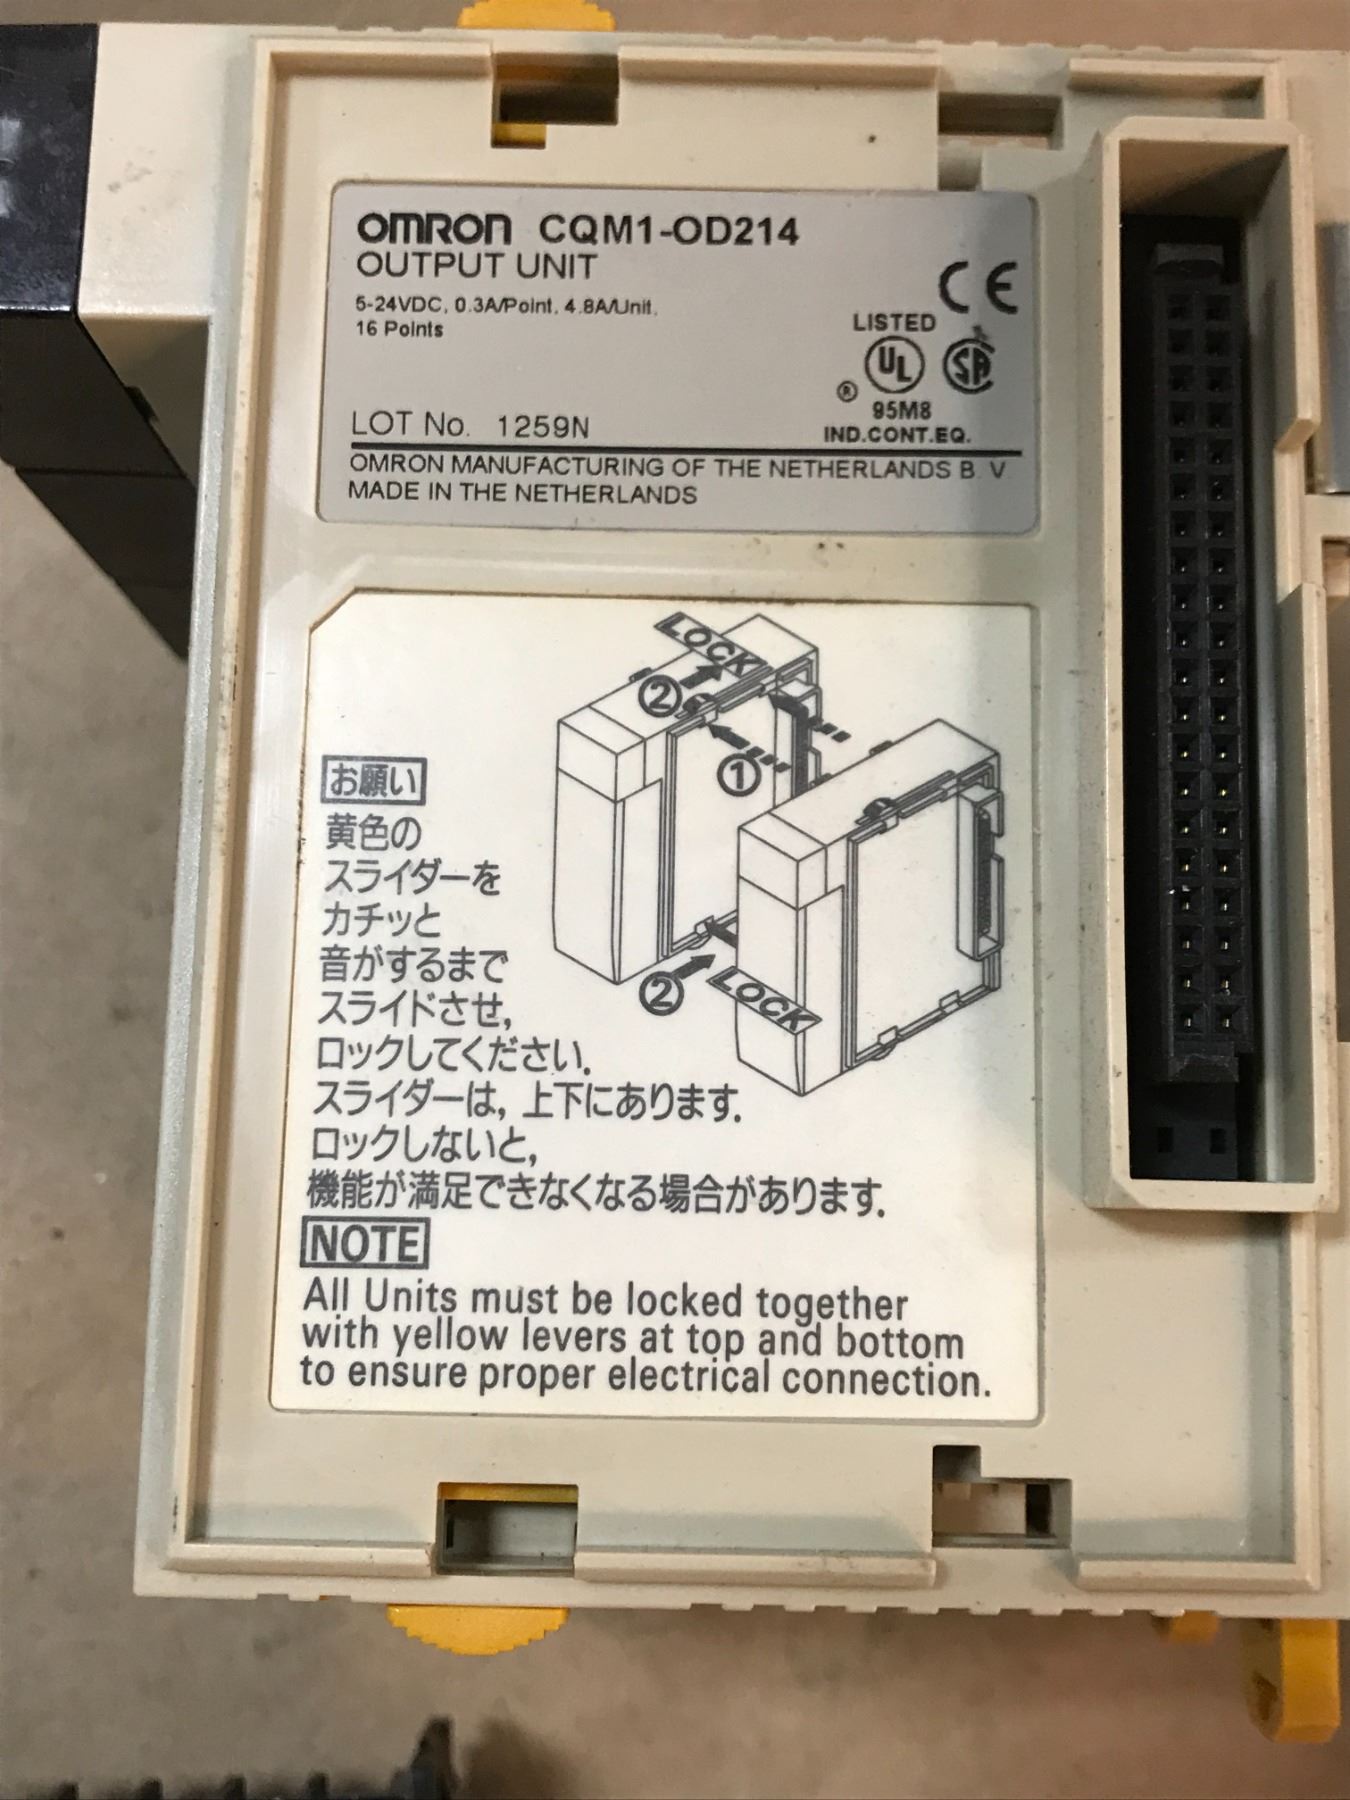 OMRON CQM1-OD214
OUTPUT UNIT
5-24VDC, 0.3A/Point, 4.8A/Unit,
16 Points
CE
LISTED
UL
SA
®
95M8
IND.CONT.EQ.
LOT No. 1259N
OMRON MANUFACTURING OF THE NETHERLANDS B. V.
MADE IN THE NETHERLANDS
LOCK
②
①
②
LOCK
お願い
黄色の
スライダーを
カチッと
音がするまで
スライドさせ,
ロックしてください.
スライダーは, 上下にあります.
ロックしないと,
機能が満足できなくなる場合があります.
NOTE
All Units must be locked together
with yellow levers at top and bottom
to ensure proper electrical connection.